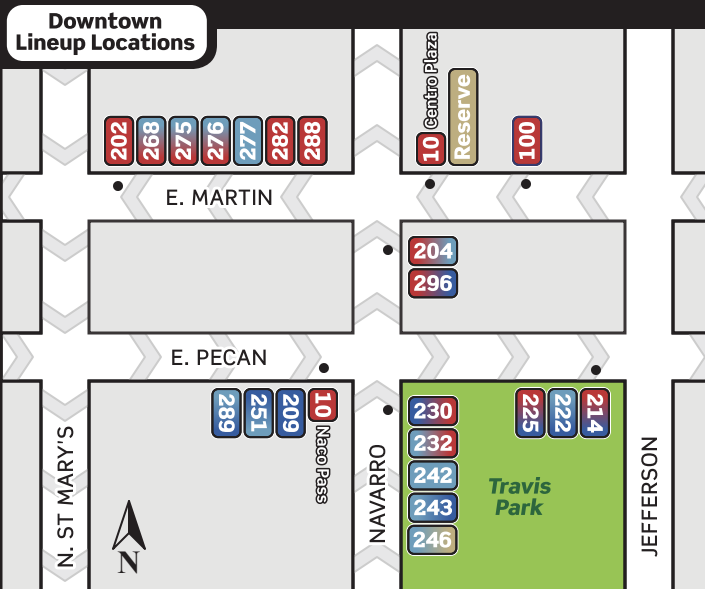 Downtown
Lineup Locations
202
268
275
276
277
282
288
10 Centro Plaza
Reserve
100
E. MARTIN
204
296
E. PECAN
289
251
209
10 Naco Pass
230
232
242
243
246
225
222
214
Travis
Park
N. ST MARY'S
NAVARRO
JEFFERSON
N